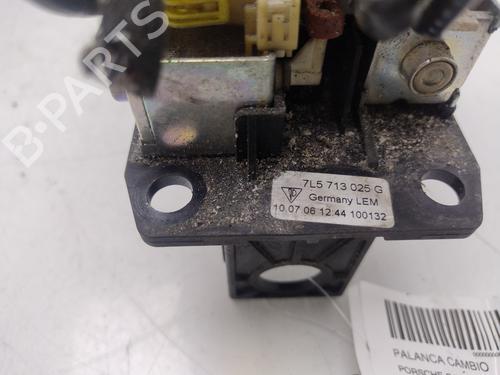 B-PARTS
7L5 713 025 G
Germany LEM
10.07.06 12:44 100132
PALANCA CAMBIO
PORSCHE